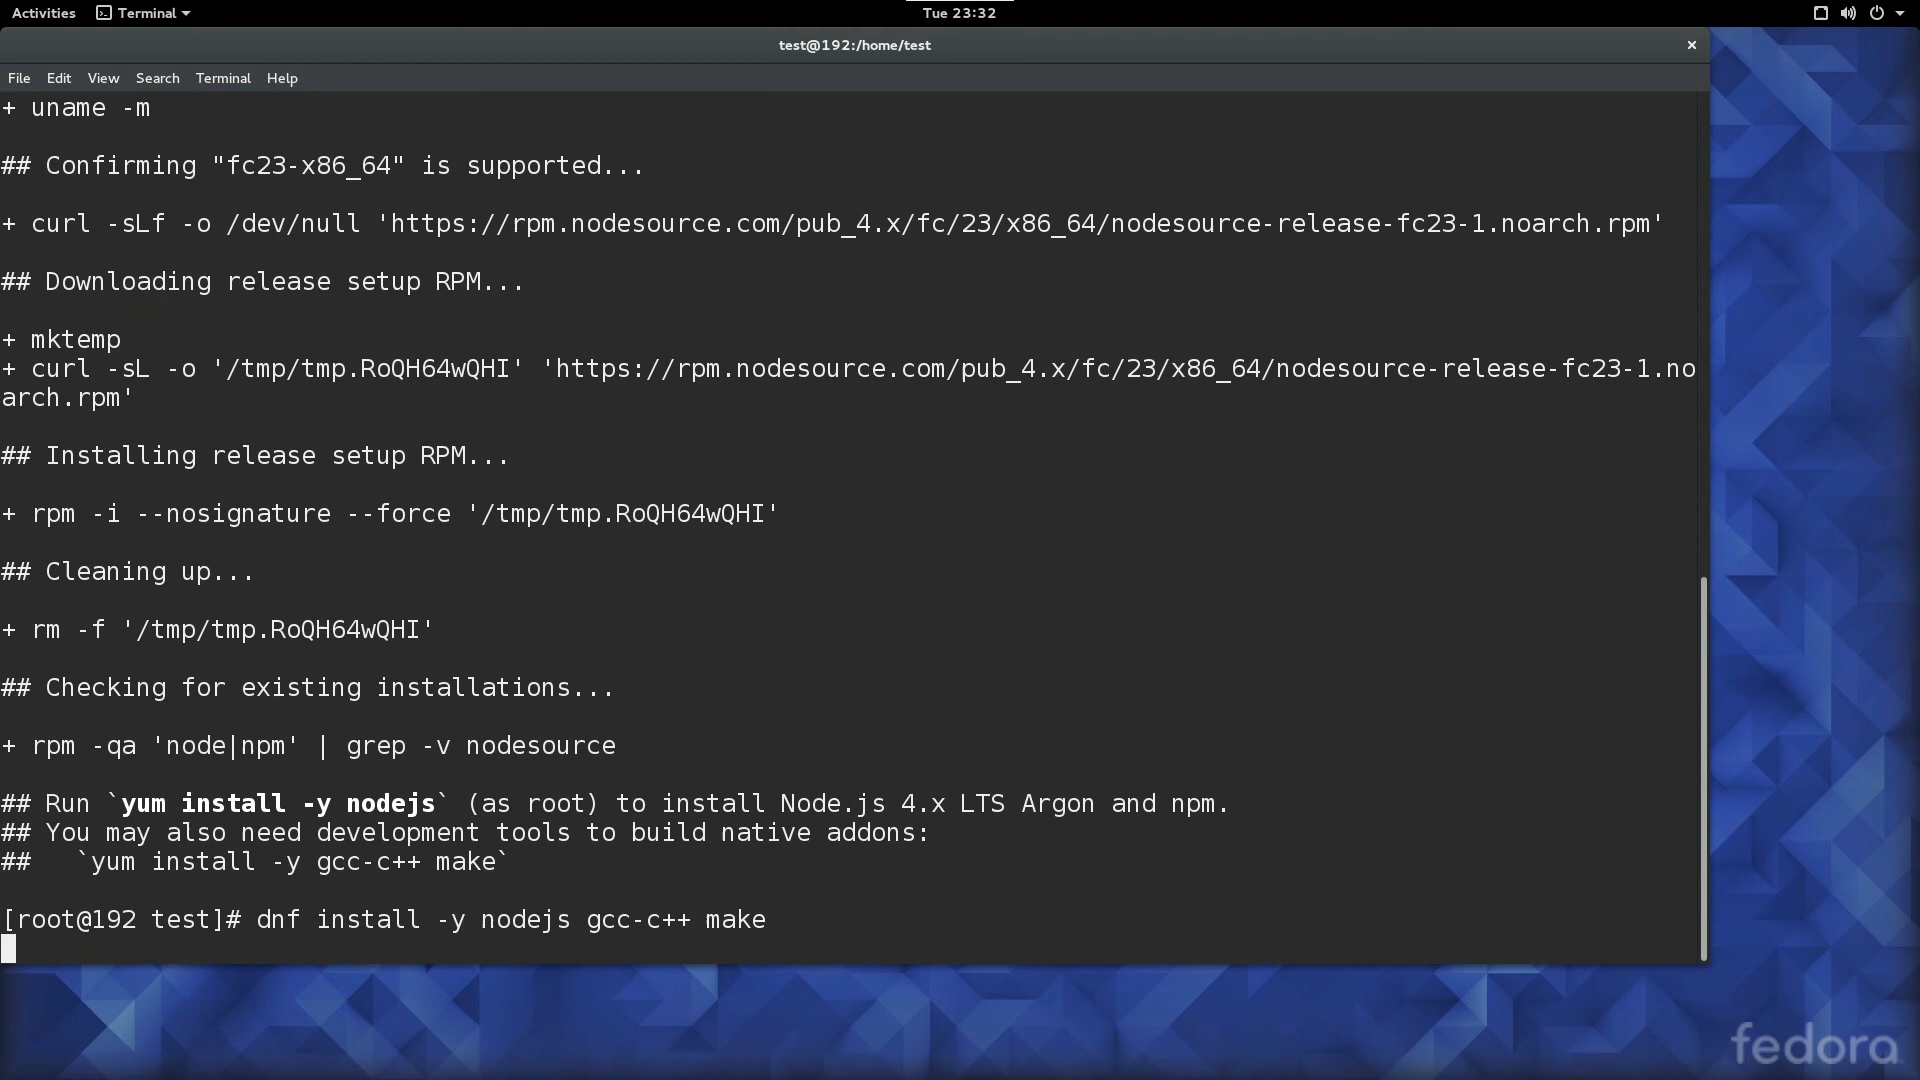 Activities Terminal Tue 23:32
test@192:/home/test ×
File Edit View Search Terminal Help
+ uname -m
## Confirming "fc23-x86_64" is supported...
+ curl -sLf -o /dev/null 'https://rpm.nodesource.com/pub_4.x/fc/23/x86_64/nodesource-release-fc23-1.noarch.rpm'
## Downloading release setup RPM...
+ mktemp
+ curl -sL -o '/tmp/tmp.RoQH64wQHI' 'https://rpm.nodesource.com/pub_4.x/fc/23/x86_64/nodesource-release-fc23-1.no
arch.rpm'
## Installing release setup RPM...
+ rpm -i --nosignature --force '/tmp/tmp.RoQH64wQHI'
## Cleaning up...
+ rm -f '/tmp/tmp.RoQH64wQHI'
## Checking for existing installations...
+ rpm -qa 'node|npm' | grep -v nodesource
## Run `yum install -y nodejs` (as root) to install Node.js 4.x LTS Argon and npm.
## You may also need development tools to build native addons:
##   `yum install -y gcc-c++ make`
[root@192 test]# dnf install -y nodejs gcc-c++ make
fedora